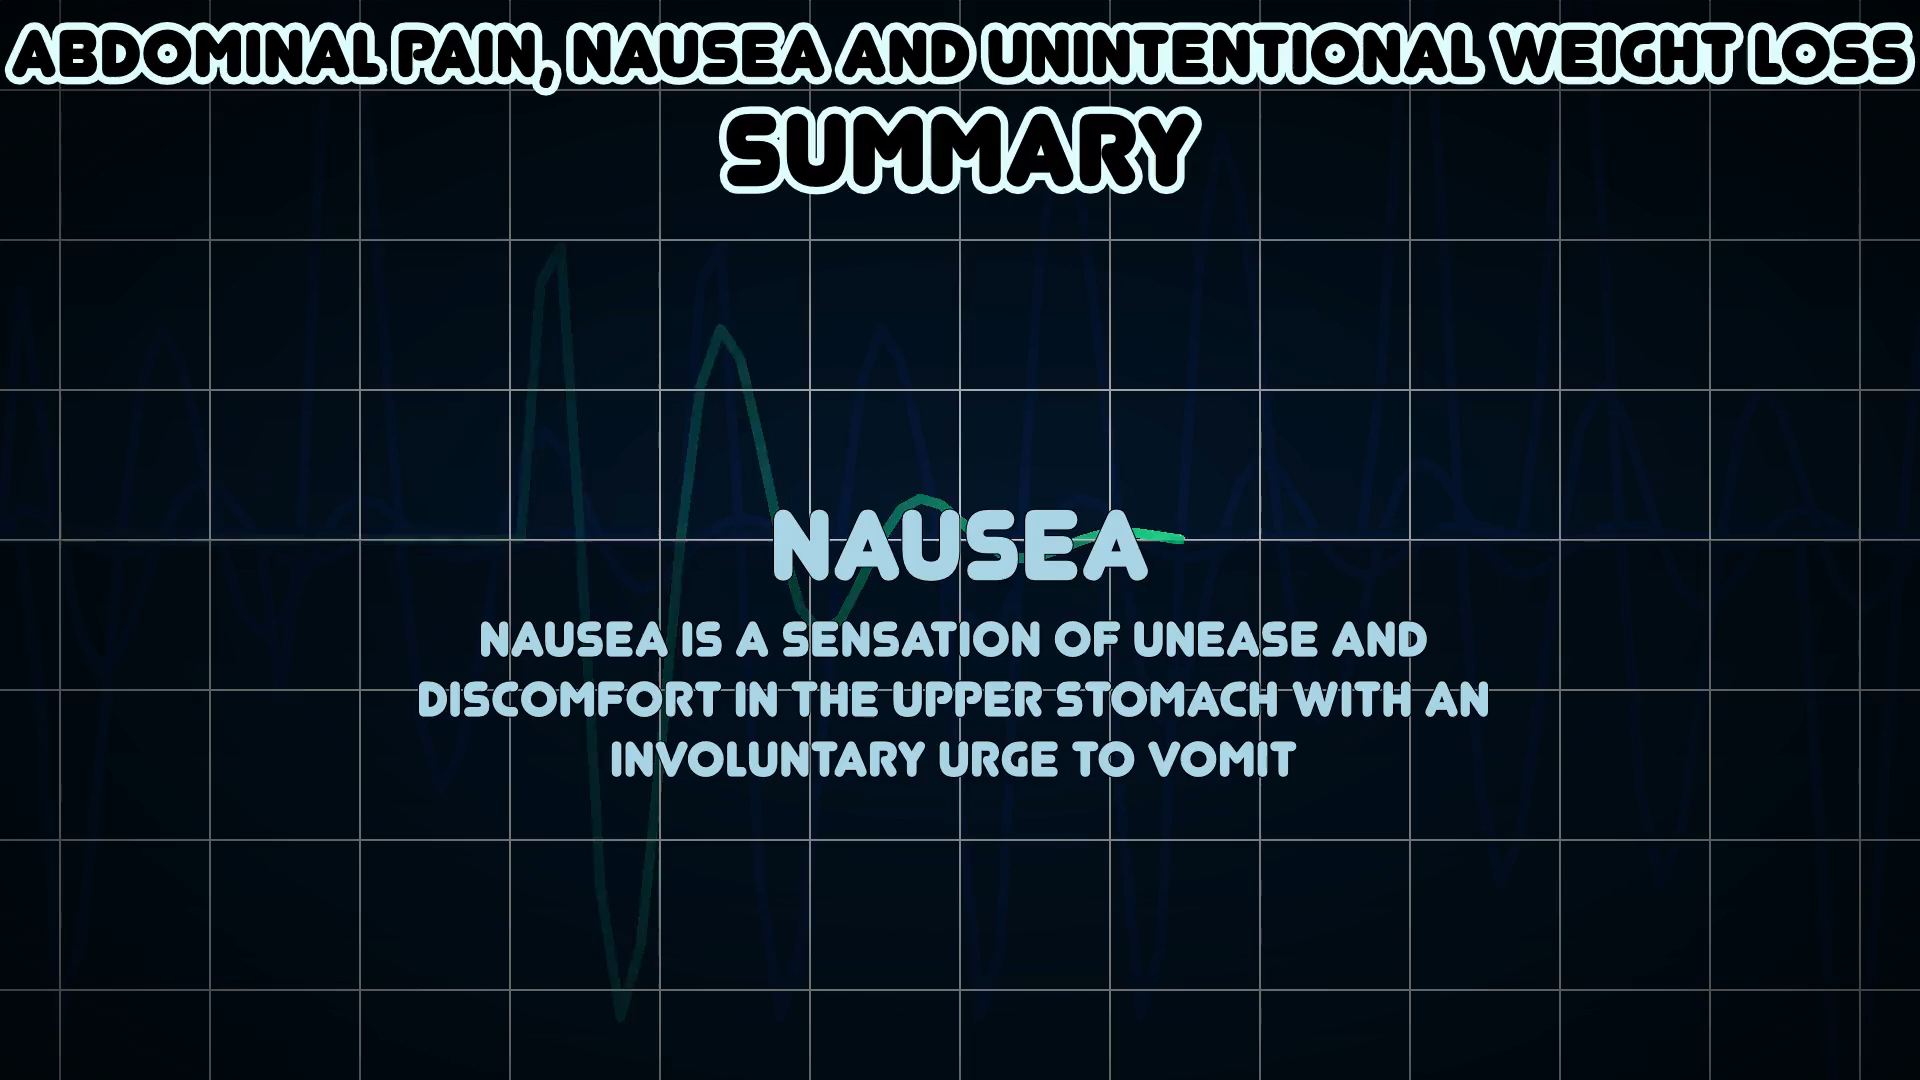 ABDOMINAL PAIN, NAUSEA AND UNINTENTIONAL WEIGHT LOSS
SUMMARY
NAUSEA
NAUSEA IS A SENSATION OF UNEASE AND
DISCOMFORT IN THE UPPER STOMACH WITH AN
INVOLUNTARY URGE TO VOMIT